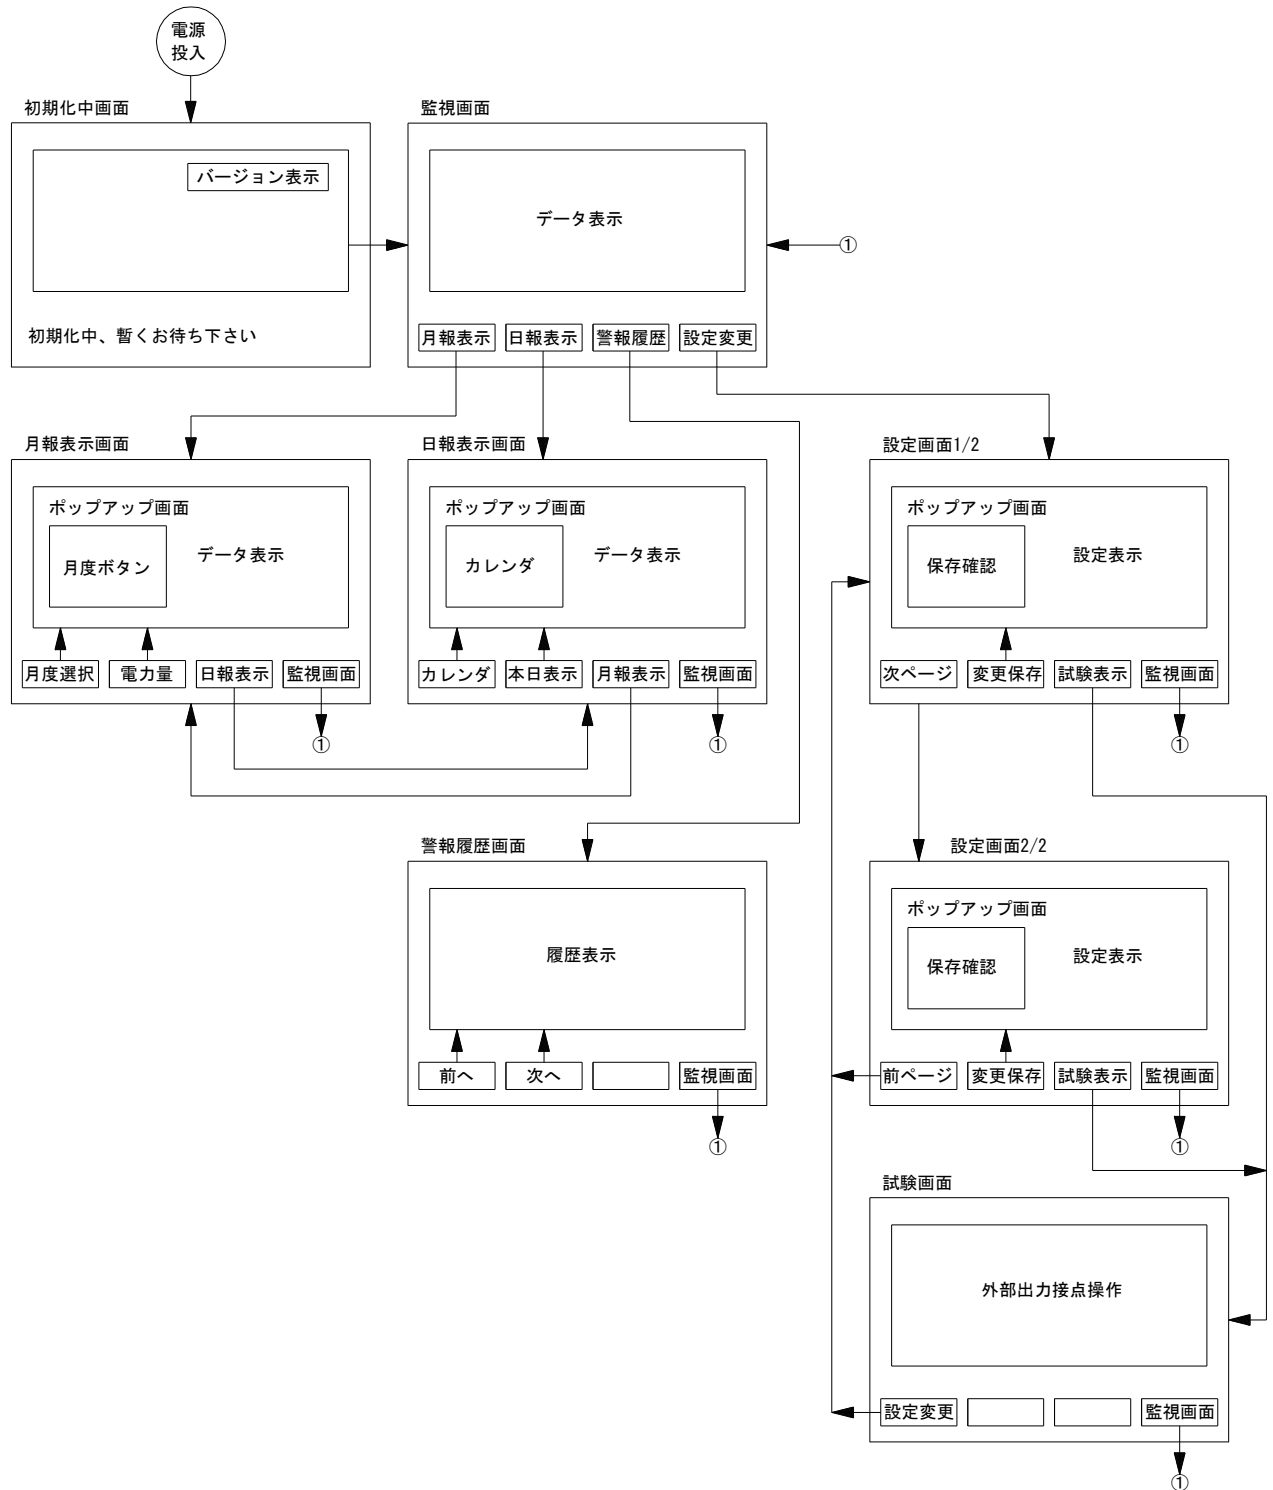 電源
投入
初期化中画面
バージョン表示
初期化中、暫くお待ち下さい
監視画面
データ表示
①
月報表示
日報表示
警報履歴
設定変更
月報表示画面
ポップアップ画面
月度ボタン
データ表示
月度選択
電力量
日報表示
監視画面
①
日報表示画面
ポップアップ画面
カレンダ
データ表示
カレンダ
本日表示
月報表示
監視画面
①
設定画面1/2
ポップアップ画面
保存確認
設定表示
次ページ
変更保存
試験表示
監視画面
①
警報履歴画面
履歴表示
前へ
次へ
監視画面
①
設定画面2/2
ポップアップ画面
保存確認
設定表示
前ページ
変更保存
試験表示
監視画面
①
試験画面
外部出力接点操作
設定変更
監視画面
①